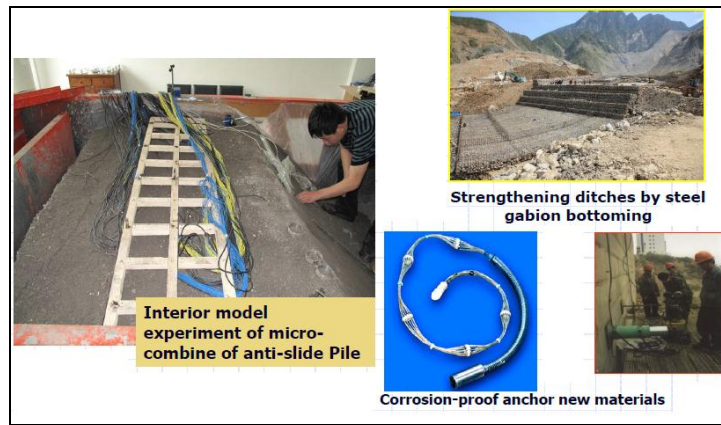 Strengthening ditches by steel
gabion bottoming
Interior model
experiment of micro-
combine of anti-slide Pile
Corrosion-proof anchor new materials